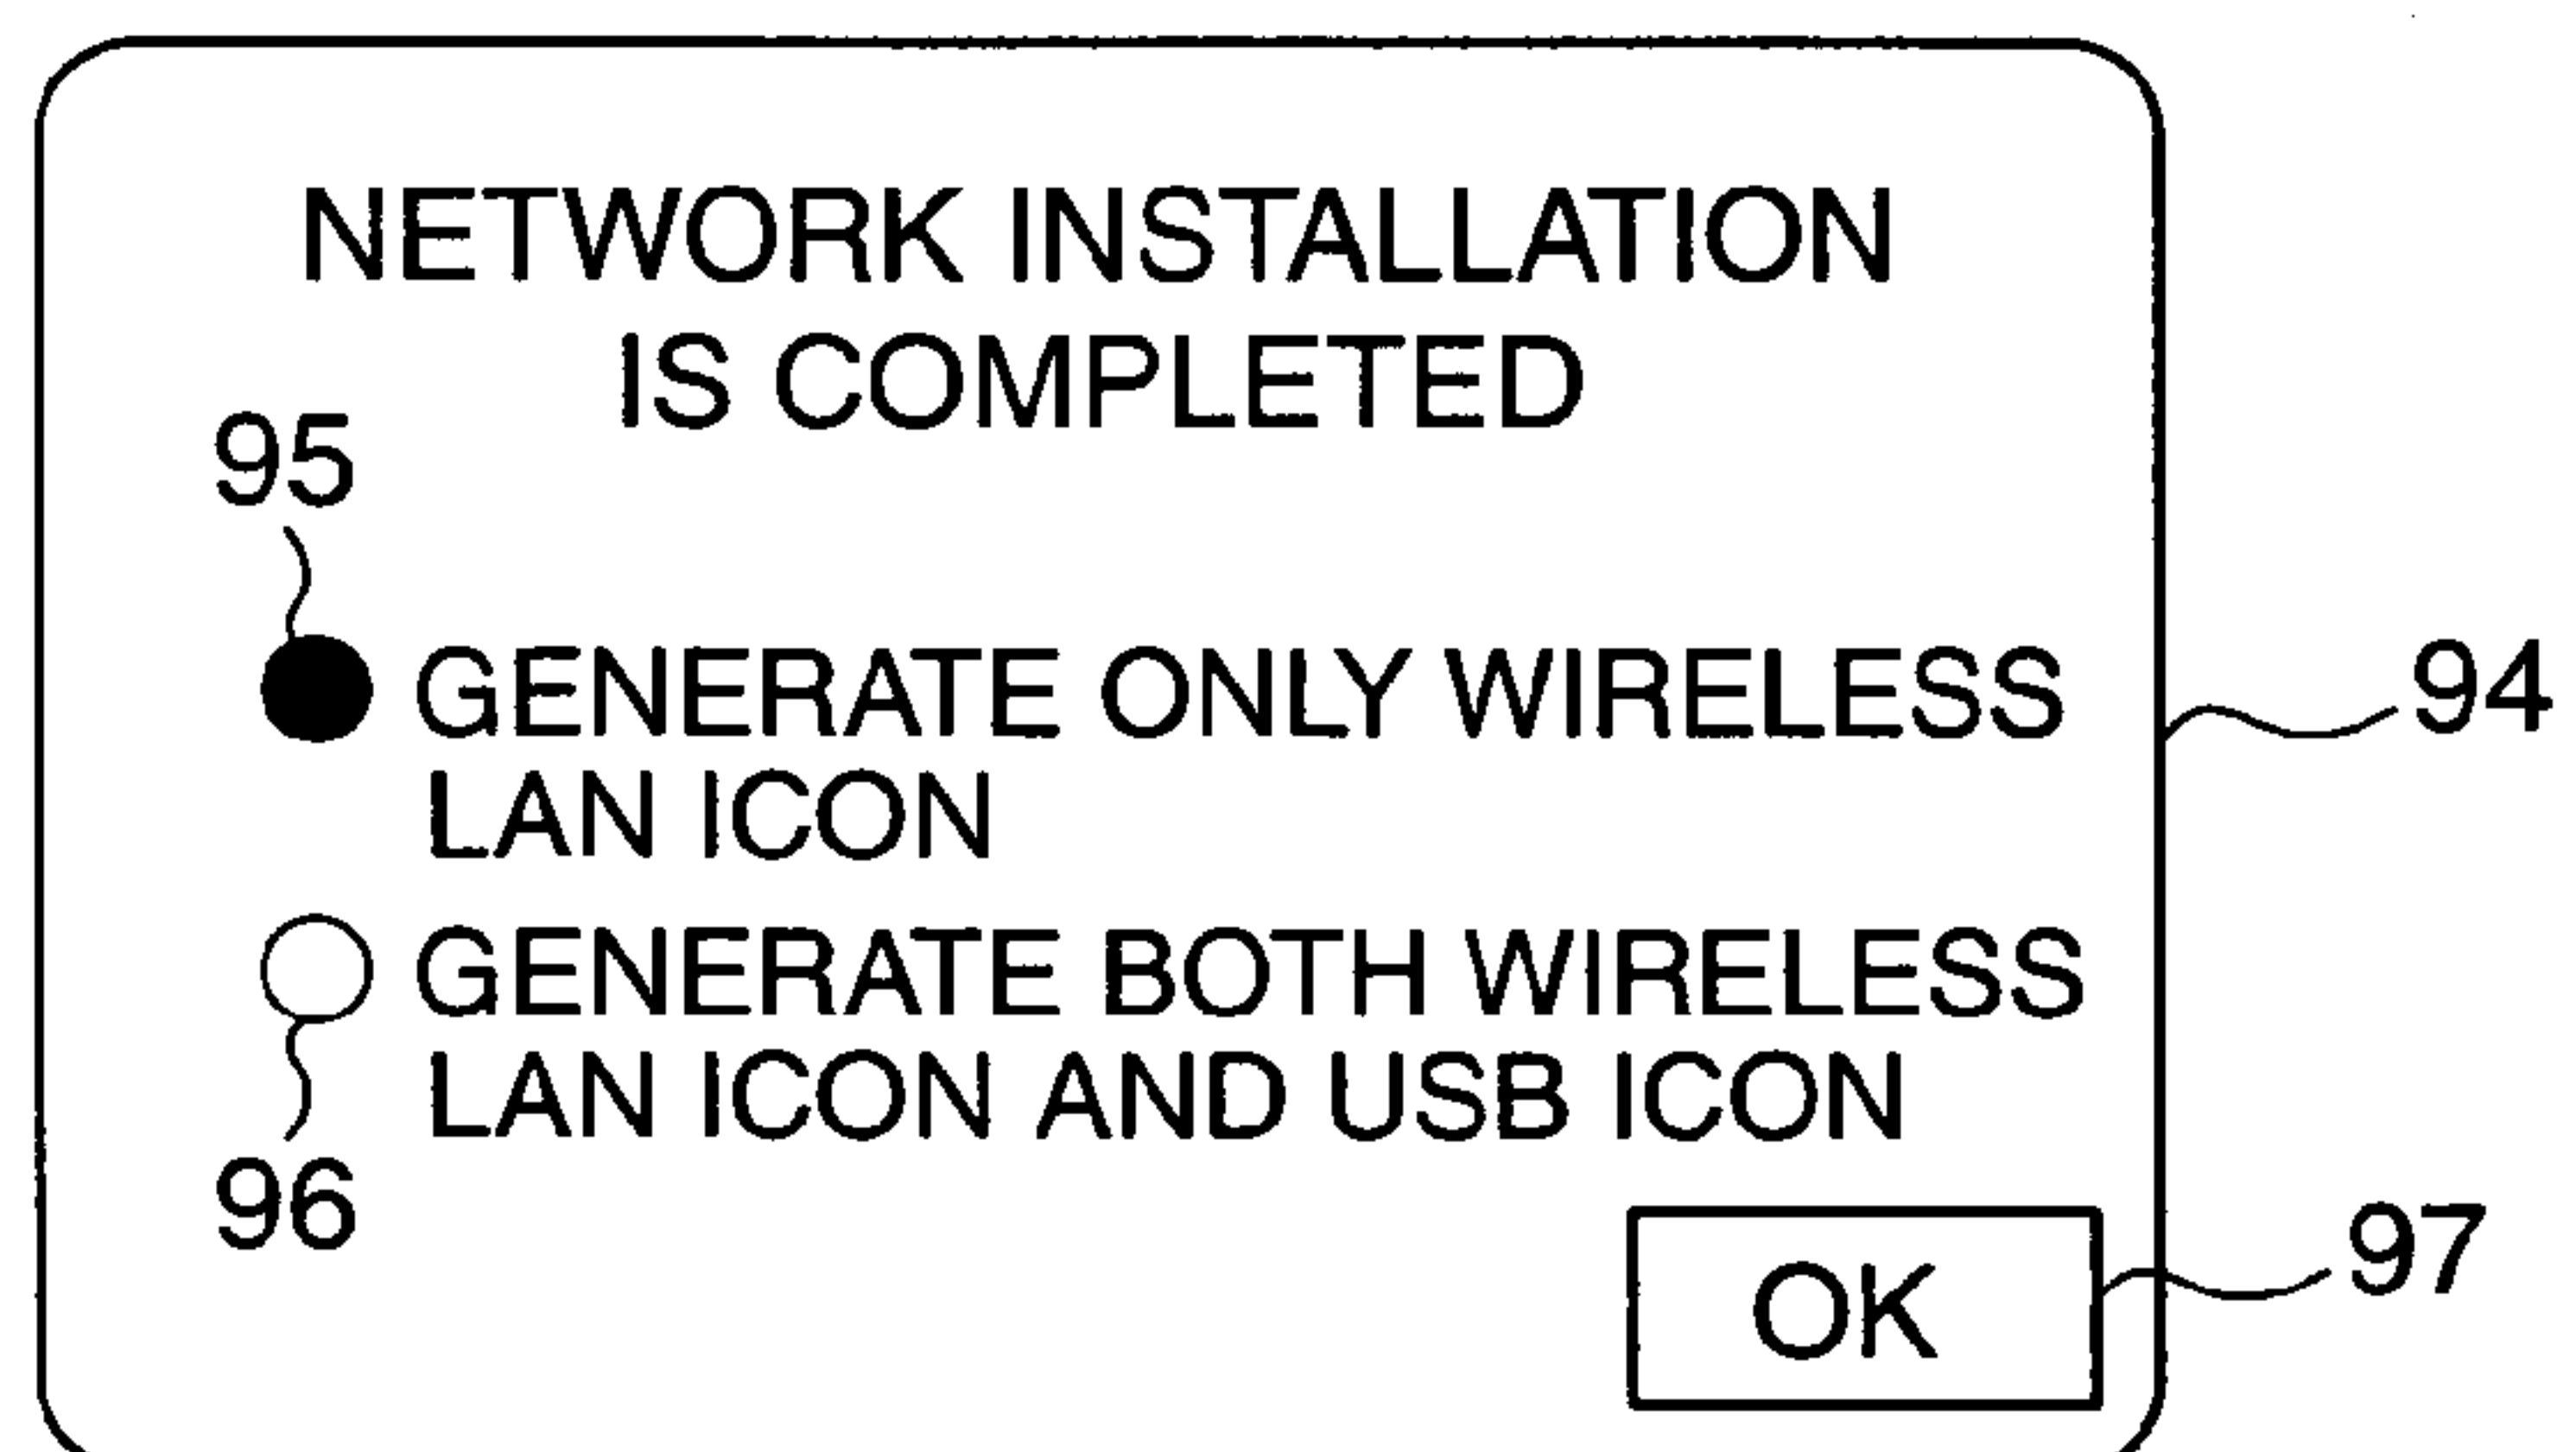 NETWORK INSTALLATION
IS COMPLETED
95
GENERATE ONLY WIRELESS
LAN ICON
94
GENERATE BOTH WIRELESS
LAN ICON AND USB ICON
96
OK
97